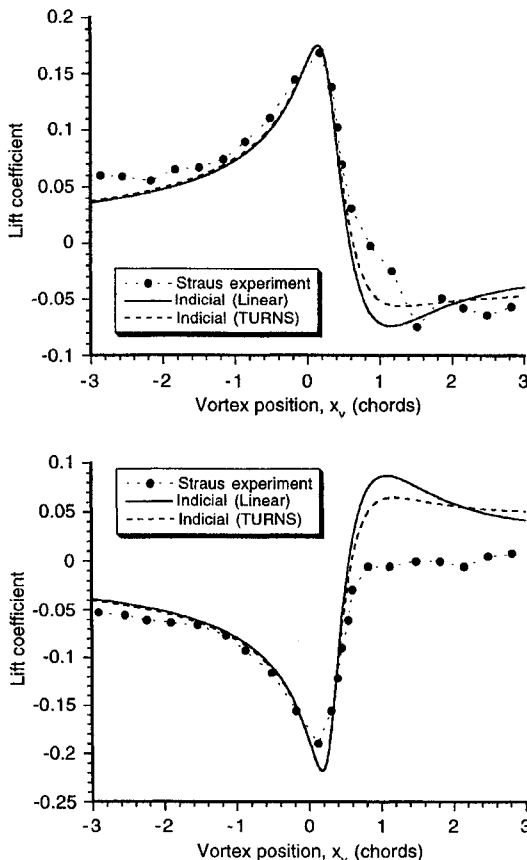 0.2
0.15
0.1
0.05
0
-0.05
-0.1
Lift coefficient
Straus experiment
Indicial (Linear)
Indicial (TURNS)
-3 -2 -1 0 1 2 3
Vortex position, xᵥ (chords)
0.1
0.05
0
-0.05
-0.1
-0.15
-0.2
-0.25
Lift coefficient
Straus experiment
Indicial (Linear)
Indicial (TURNS)
-3 -2 -1 0 1 2 3
Vortex position, xᵥ (chords)